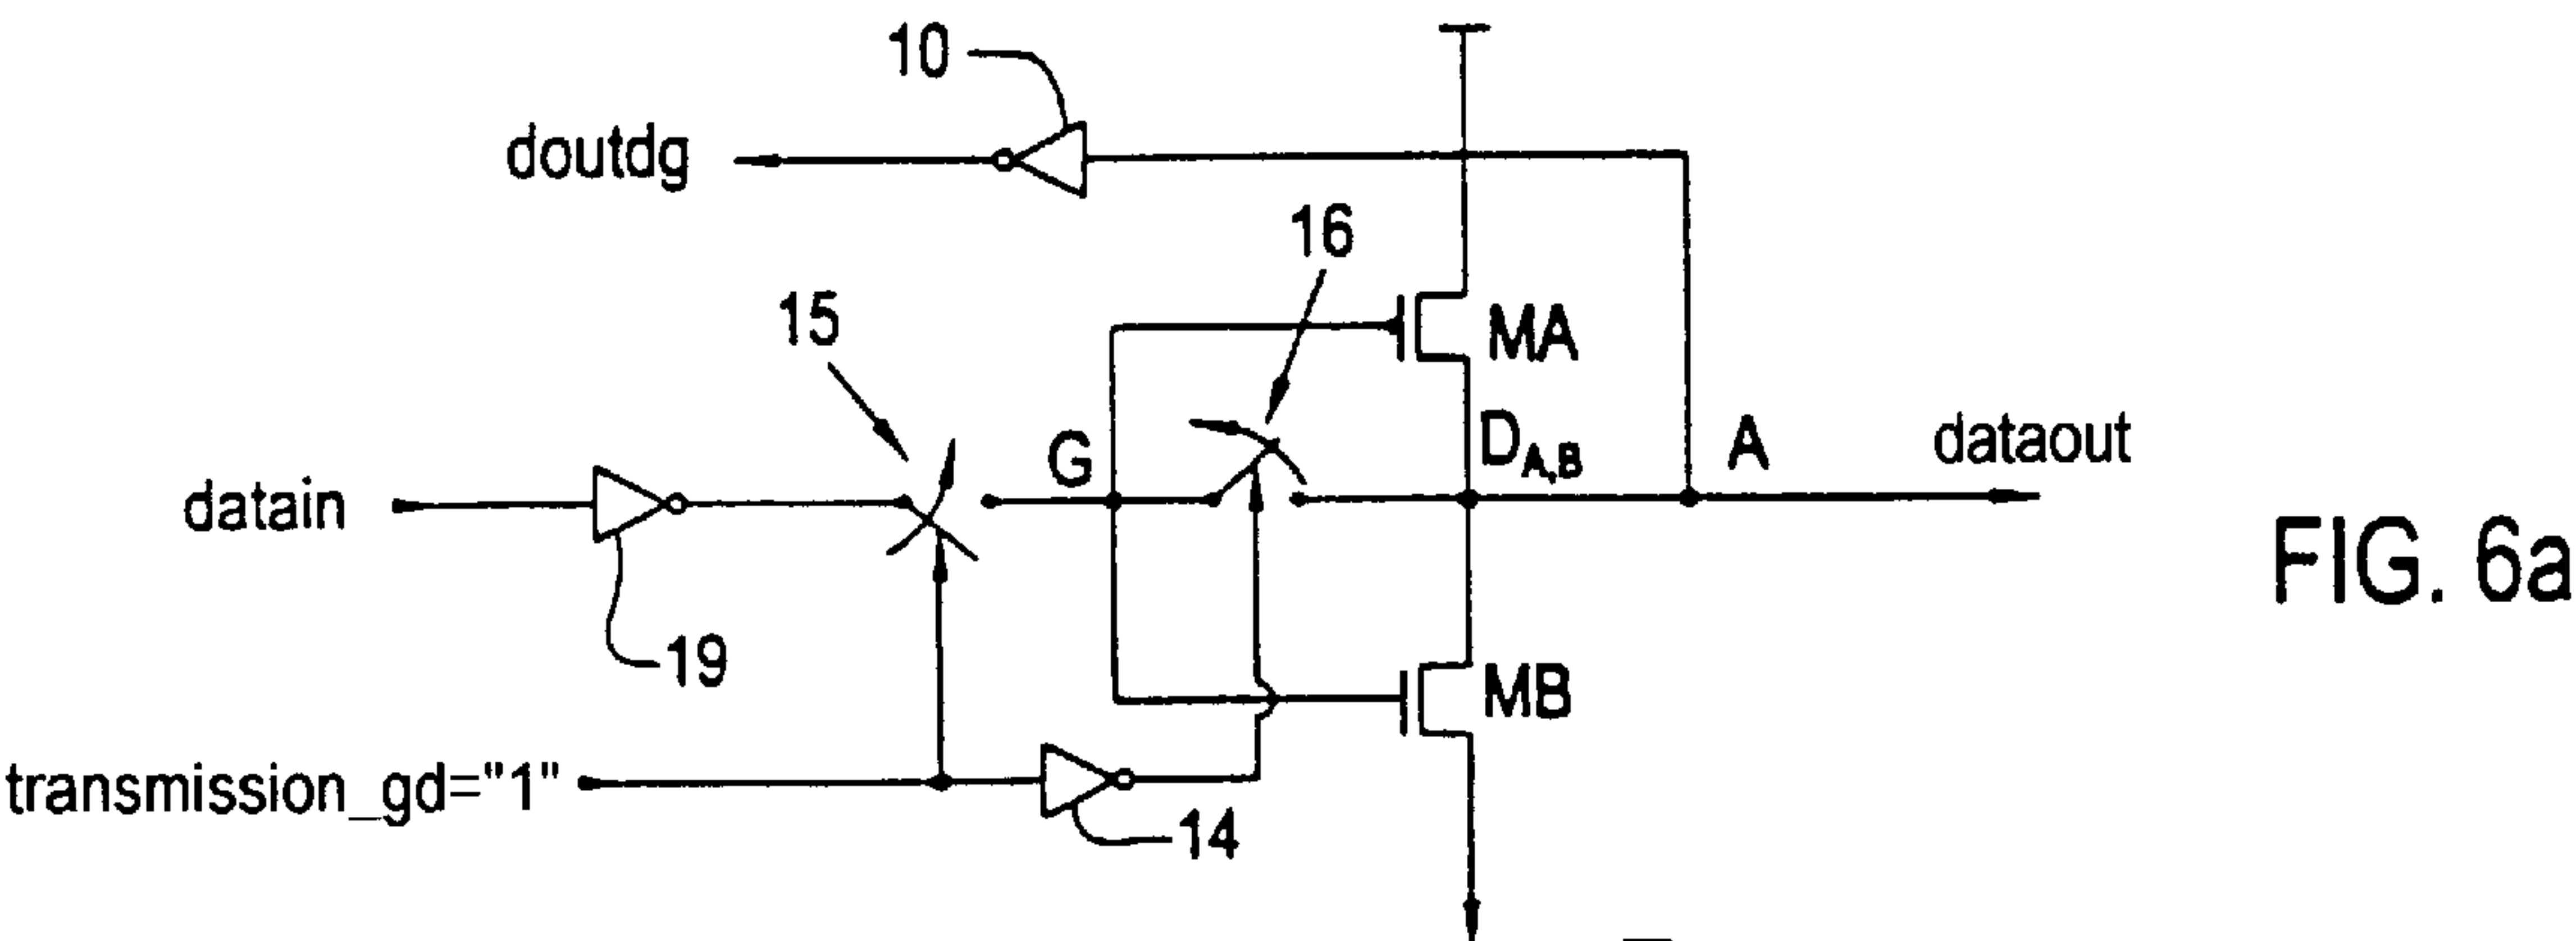 10
doutdg
16
15
MA
G
D_A,B
A
dataout
datain
FIG. 6a
19
MB
transmission_gd="1"
14